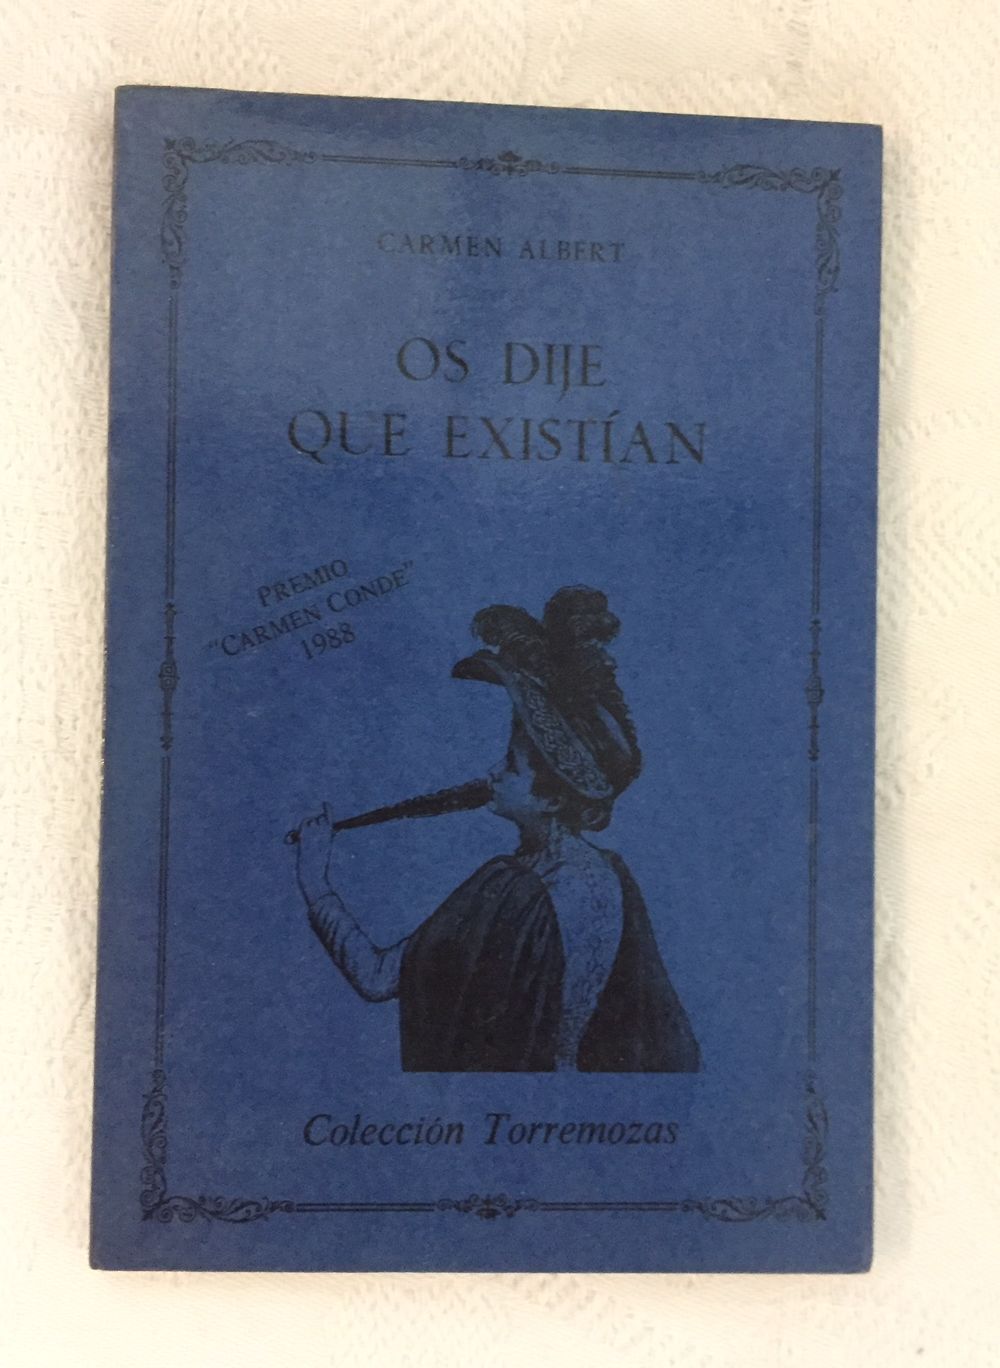 CARMEN ALBERT
OS DIJE
QUE EXISTÍAN
PREMIO
"CARMEN CONDE"
1988
Colección Torremozas